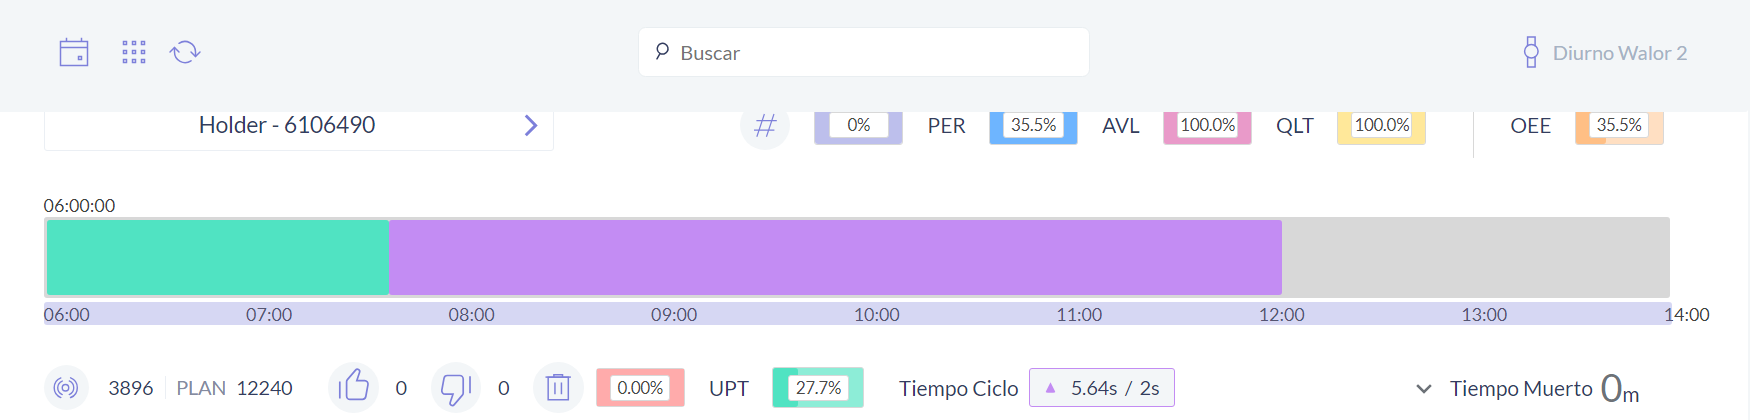 Buscar
Diurno Walor 2
Holder - 6106490
# 0% PER 35.5% AVL 100.0% QLT 100.0% OEE 35.5%
06:00:00
06:00 07:00 08:00 09:00 10:00 11:00 12:00 13:00 14:00
3896 PLAN 12240 0 0 0.00% UPT 27.7% Tiempo Ciclo ▲ 5.64s / 2s Tiempo Muerto 0m